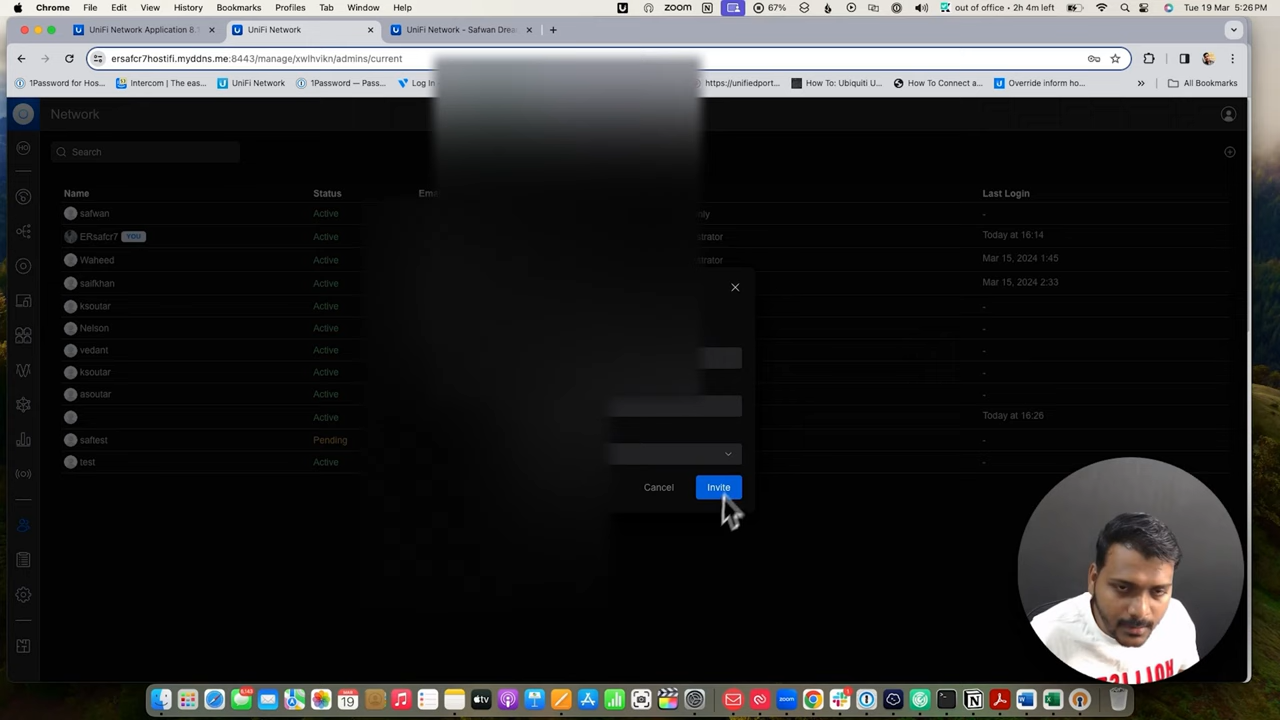 Chrome File Edit View History Bookmarks Profiles Tab Window Help
zoom 67% out of office • 2h 4m left Tue 19 Mar 5:26 PM
UniFi Network Application 8.
UniFi Network
UniFi Network - Safwan Drea
ersafcr7hostifi.myddns.me:8443/manage/xwlhvikn/admins/current
1Password for Hos...
Intercom | The eas...
UniFi Network
1Password — Pass...
Log In
https://unifiedport...
How To: Ubiquiti U...
How To Connect a...
Override inform ho...
All Bookmarks
Network
Search
Name Status Ema Last Login
safwan Active only -
ERsafcr7 YOU Active strator Today at 16:14
Waheed Active strator Mar 15, 2024 1:45
saifkhan Active Mar 15, 2024 2:33
ksoutar Active -
Nelson Active -
vedant Active -
ksoutar Active -
asoutar Active -
Active Today at 16:26
saftest Pending -
test Active -
Cancel Invite